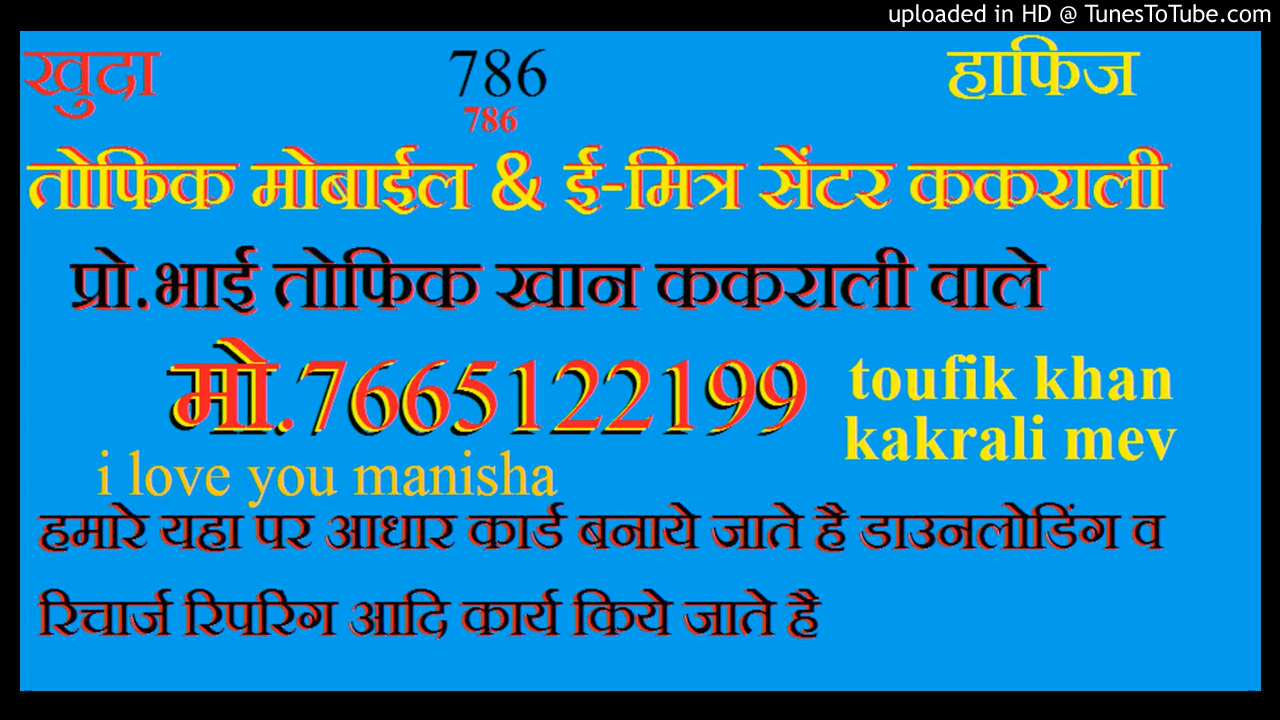 uploaded in HD @ TunesToTube.com
खुदा 786 हाफिज
786
तोफिक मोबाईल & ई-मित्र सेंटर ककराली
प्रो.भाई तोफिक खान ककराली वाले
मो.7665122199
toufik khan
kakrali mev
i love you manisha
हमारे यहा पर आधार कार्ड बनाये जाते है डाउनलोडिंग व
रिचार्ज रिपरिंग आदि कार्य किये जाते है